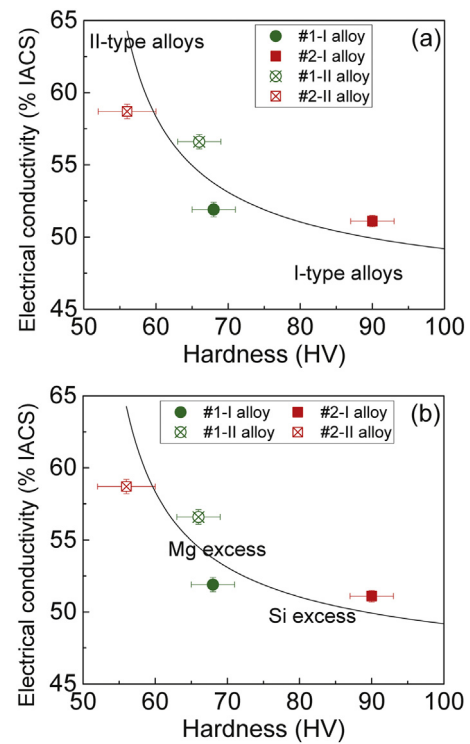 65
II-type alloys
#1-I alloy
#2-I alloy
#1-II alloy
#2-II alloy
(a)
60
55
50
I-type alloys
45
50 60 70 80 90 100
Electrical conductivity (% IACS)
Hardness (HV)
65
#1-I alloy #2-I alloy
#1-II alloy #2-II alloy
(b)
60
55
Mg excess
50
Si excess
45
50 60 70 80 90 100
Electrical conductivity (% IACS)
Hardness (HV)